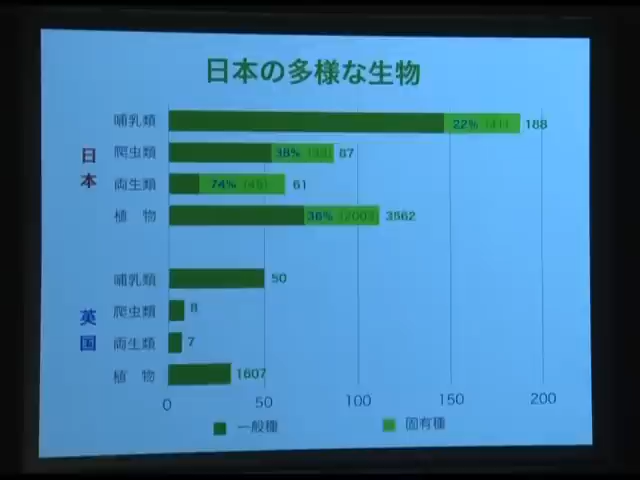 日本の多様な生物
日本
哺乳類 22% (41) 188
爬虫類 38% 87
両生類 74% (45) 61
植 物 36% (2003) 3562
英国
哺乳類 50
爬虫類 8
両生類 7
植 物 1607
0 50 100 150 200
一般種 固有種